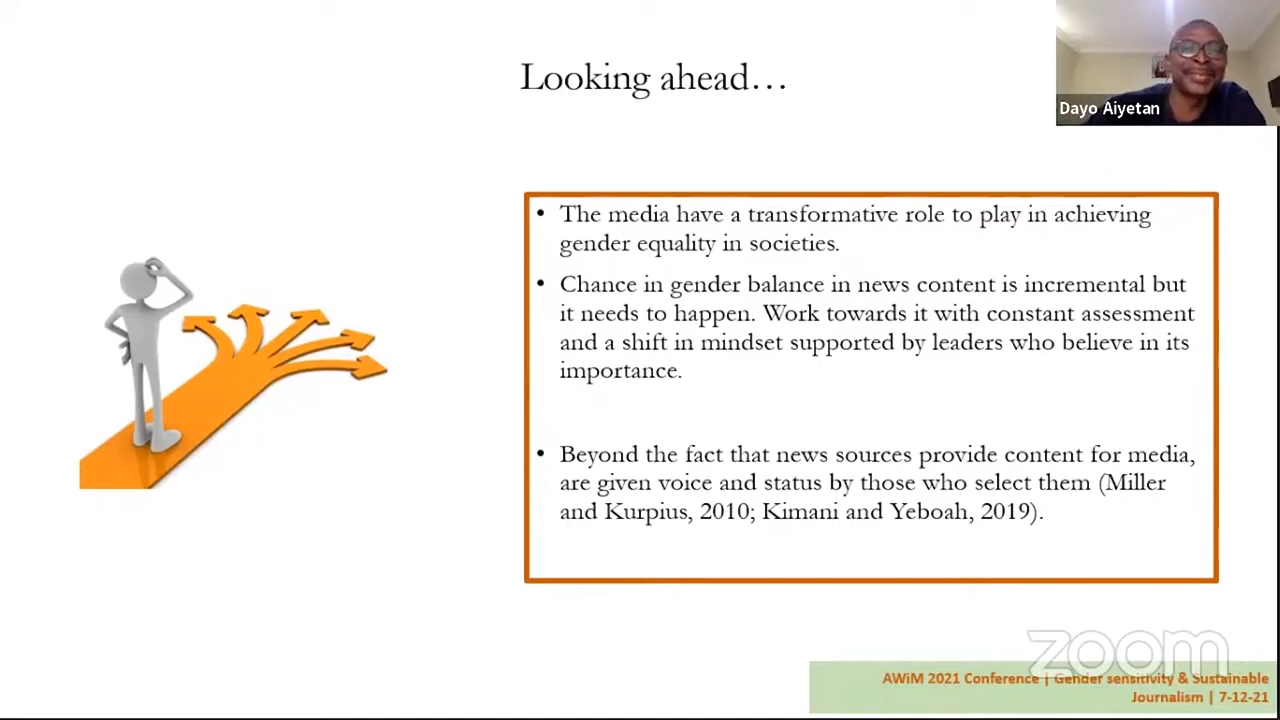 Looking ahead…
Dayo Aiyetan
• The media have a transformative role to play in achieving
gender equality in societies.
• Chance in gender balance in news content is incremental but
it needs to happen. Work towards it with constant assessment
and a shift in mindset supported by leaders who believe in its
importance.
• Beyond the fact that news sources provide content for media,
are given voice and status by those who select them (Miller
and Kurpius, 2010; Kimani and Yeboah, 2019).
zoom
AWiM 2021 Conference | Gender sensitivity & Sustainable
Journalism | 7-12-21